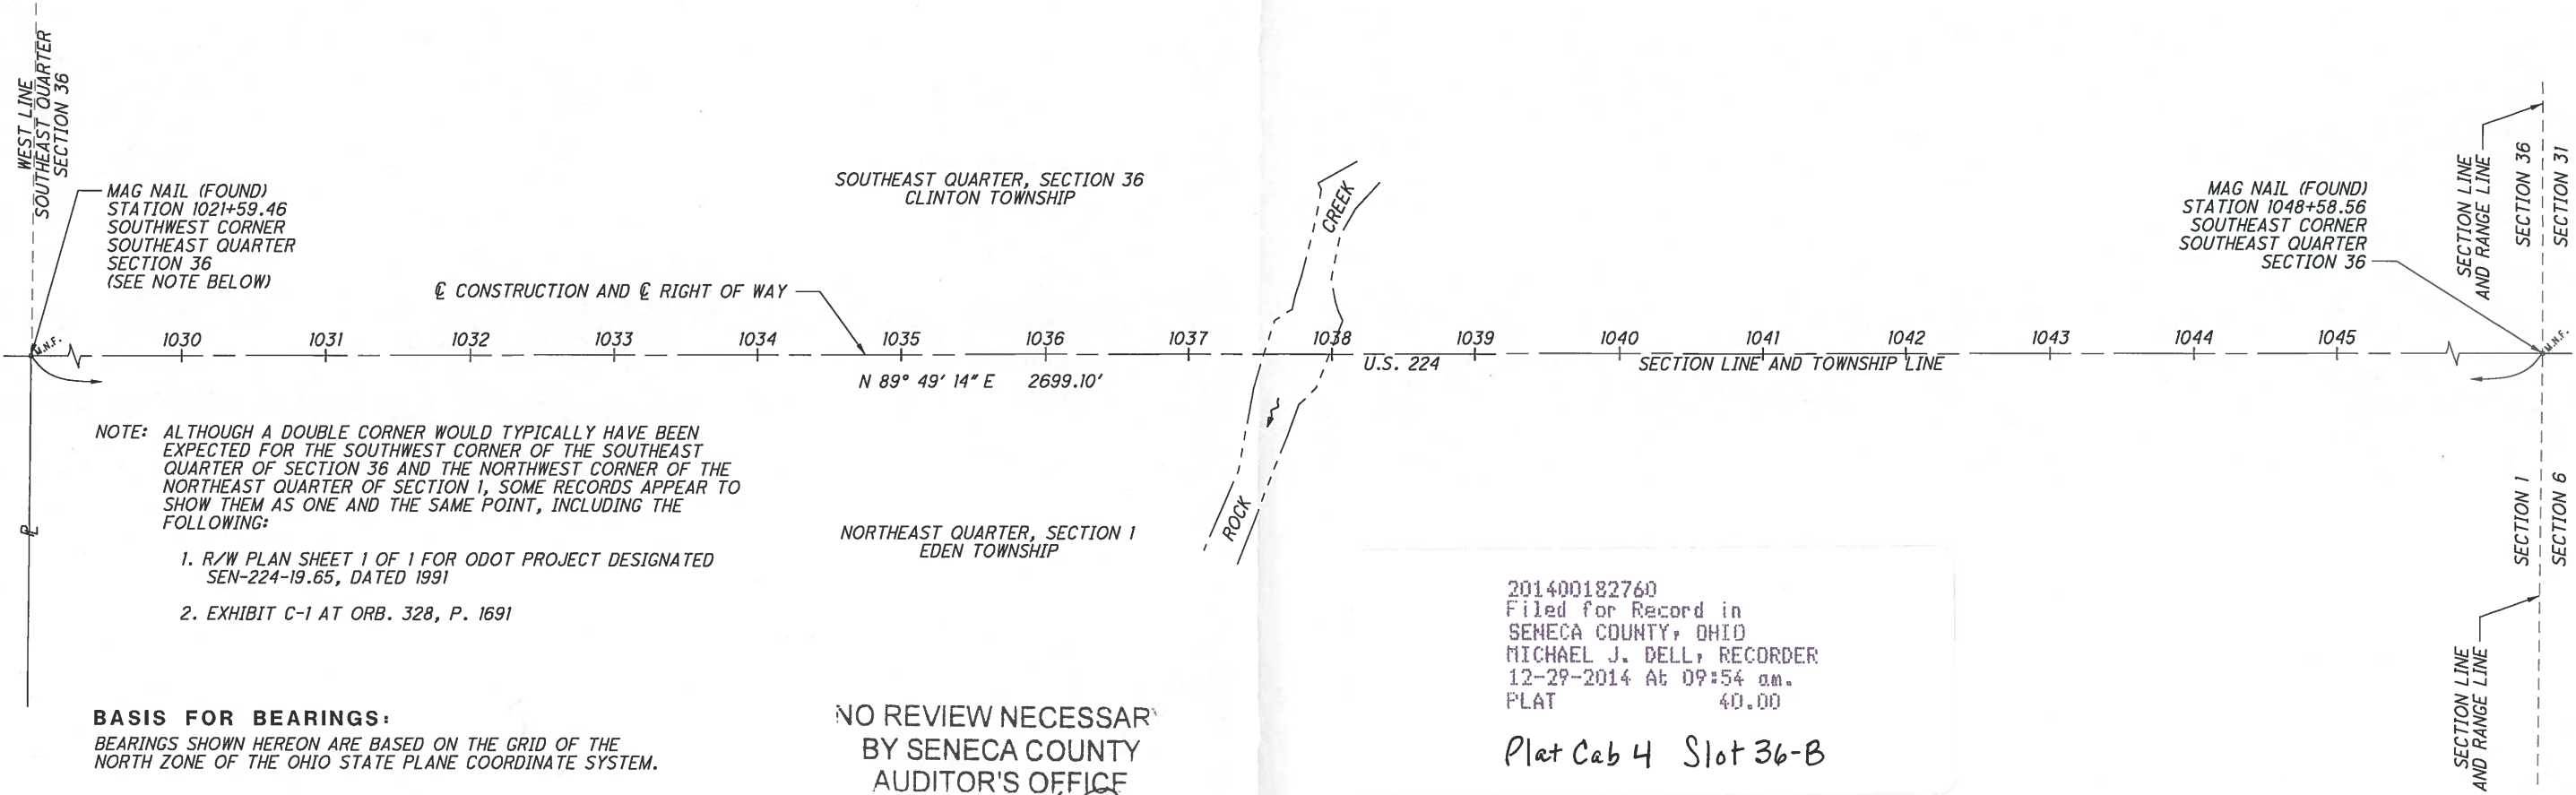 WEST LINE
SOUTHEAST QUARTER
SECTION 36
MAG NAIL (FOUND)
STATION 1021+59.46
SOUTHWEST CORNER
SOUTHEAST QUARTER
SECTION 36
(SEE NOTE BELOW)
SOUTHEAST QUARTER, SECTION 36
CLINTON TOWNSHIP
CREEK
MAG NAIL (FOUND)
STATION 1048+58.56
SOUTHEAST CORNER
SOUTHEAST QUARTER
SECTION 36
SECTION LINE
AND RANGE LINE
SECTION 36
SECTION 31
℄ CONSTRUCTION AND ℄ RIGHT OF WAY
M.N.F.
1030 1031 1032 1033 1034 1035 1036 1037 1038 1039 1040 1041 1042 1043 1044 1045
M.N.F.
U.S. 224
SECTION LINE AND TOWNSHIP LINE
N 89° 49' 14" E 2699.10'
NOTE: ALTHOUGH A DOUBLE CORNER WOULD TYPICALLY HAVE BEEN
EXPECTED FOR THE SOUTHWEST CORNER OF THE SOUTHEAST
QUARTER OF SECTION 36 AND THE NORTHWEST CORNER OF THE
NORTHEAST QUARTER OF SECTION 1, SOME RECORDS APPEAR TO
SHOW THEM AS ONE AND THE SAME POINT, INCLUDING THE
FOLLOWING:
1. R/W PLAN SHEET 1 OF 1 FOR ODOT PROJECT DESIGNATED
SEN-224-19.65, DATED 1991
2. EXHIBIT C-1 AT ORB. 328, P. 1691
PL
ROCK
NORTHEAST QUARTER, SECTION 1
EDEN TOWNSHIP
SECTION 1
SECTION 6
201400182760
Filed for Record in
SENECA COUNTY, OHIO
MICHAEL J. DELL, RECORDER
12-29-2014 At 09:54 am.
PLAT 40.00
Plat Cab 4 Slot 36-B
SECTION LINE
AND RANGE LINE
BASIS FOR BEARINGS:
BEARINGS SHOWN HEREON ARE BASED ON THE GRID OF THE
NORTH ZONE OF THE OHIO STATE PLANE COORDINATE SYSTEM.
NO REVIEW NECESSARY
BY SENECA COUNTY
AUDITOR'S OFFICE